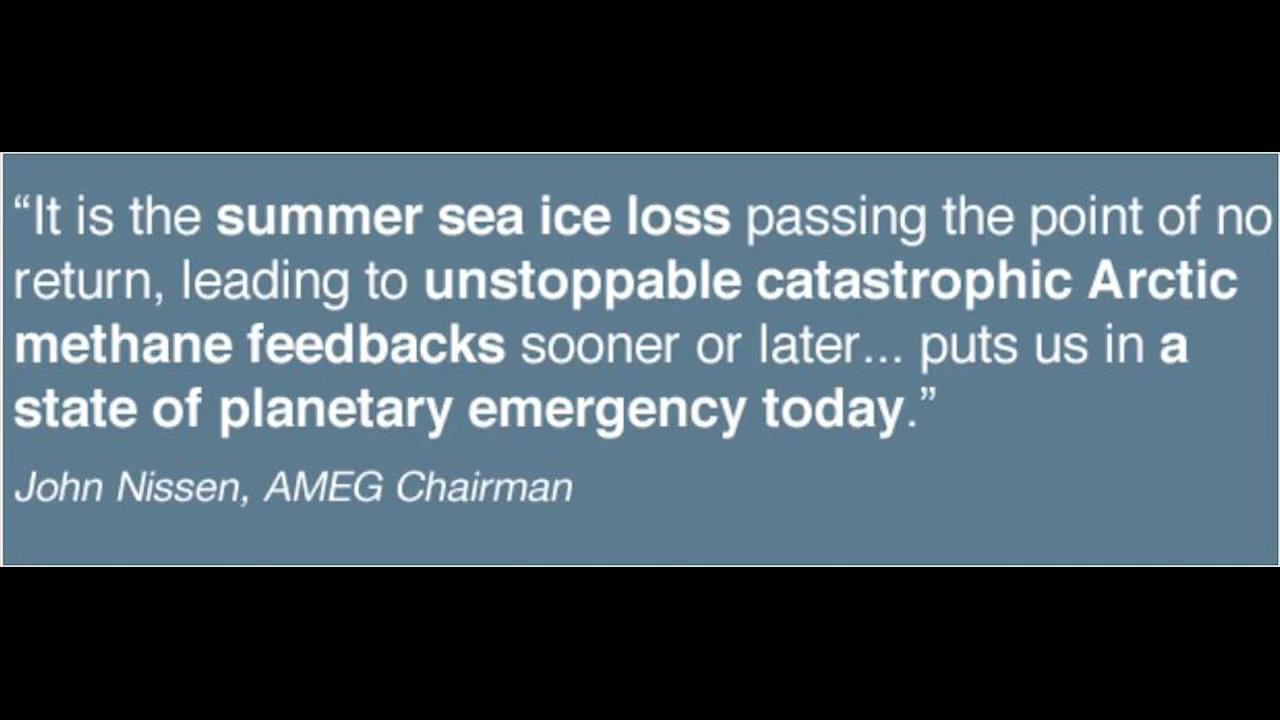 “It is the summer sea ice loss passing the point of no
return, leading to unstoppable catastrophic Arctic
methane feedbacks sooner or later... puts us in a
state of planetary emergency today.”
John Nissen, AMEG Chairman